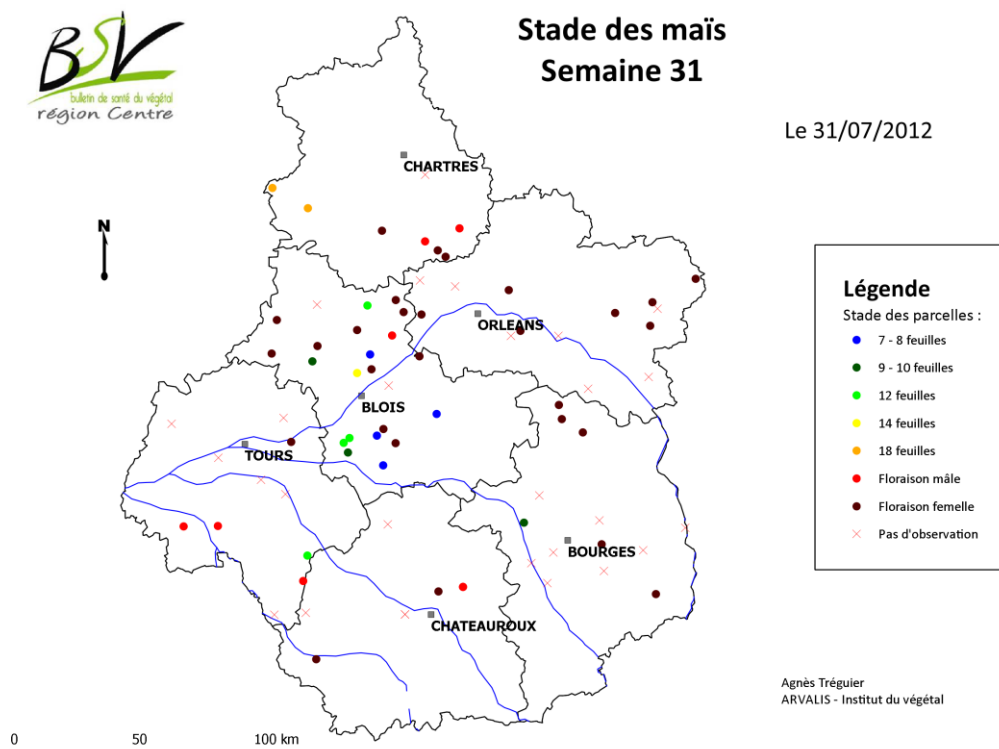 BSV
bulletin de santé du végétal
région Centre
Stade des maïs
Semaine 31
Le 31/07/2012
N
CHARTRES
ORLEANS
BLOIS
TOURS
BOURGES
CHATEAUROUX
Légende
Stade des parcelles :
7 - 8 feuilles
9 - 10 feuilles
12 feuilles
14 feuilles
18 feuilles
Floraison mâle
Floraison femelle
Pas d'observation
Agnès Tréguier
ARVALIS - Institut du végétal
0 50 100 km